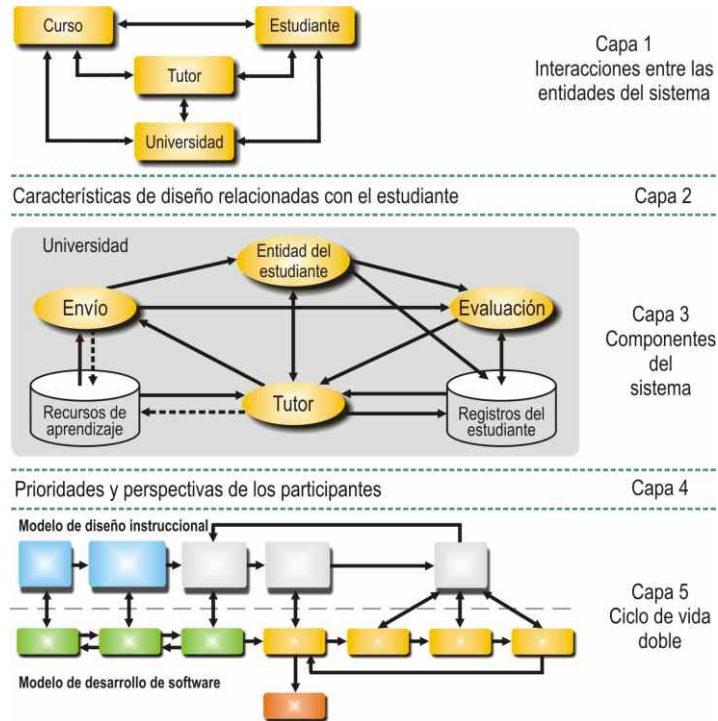 Curso
Estudiante
Tutor
Universidad
Capa 1
Interacciones entre las
entidades del sistema
Características de diseño relacionadas con el estudiante
Capa 2
Universidad
Entidad del
estudiante
Envío
Evaluación
Recursos de
aprendizaje
Tutor
Registros del
estudiante
Capa 3
Componentes
del
sistema
Prioridades y perspectivas de los participantes
Capa 4
Modelo de diseño instruccional
Modelo de desarrollo de software
Capa 5
Ciclo de vida
doble